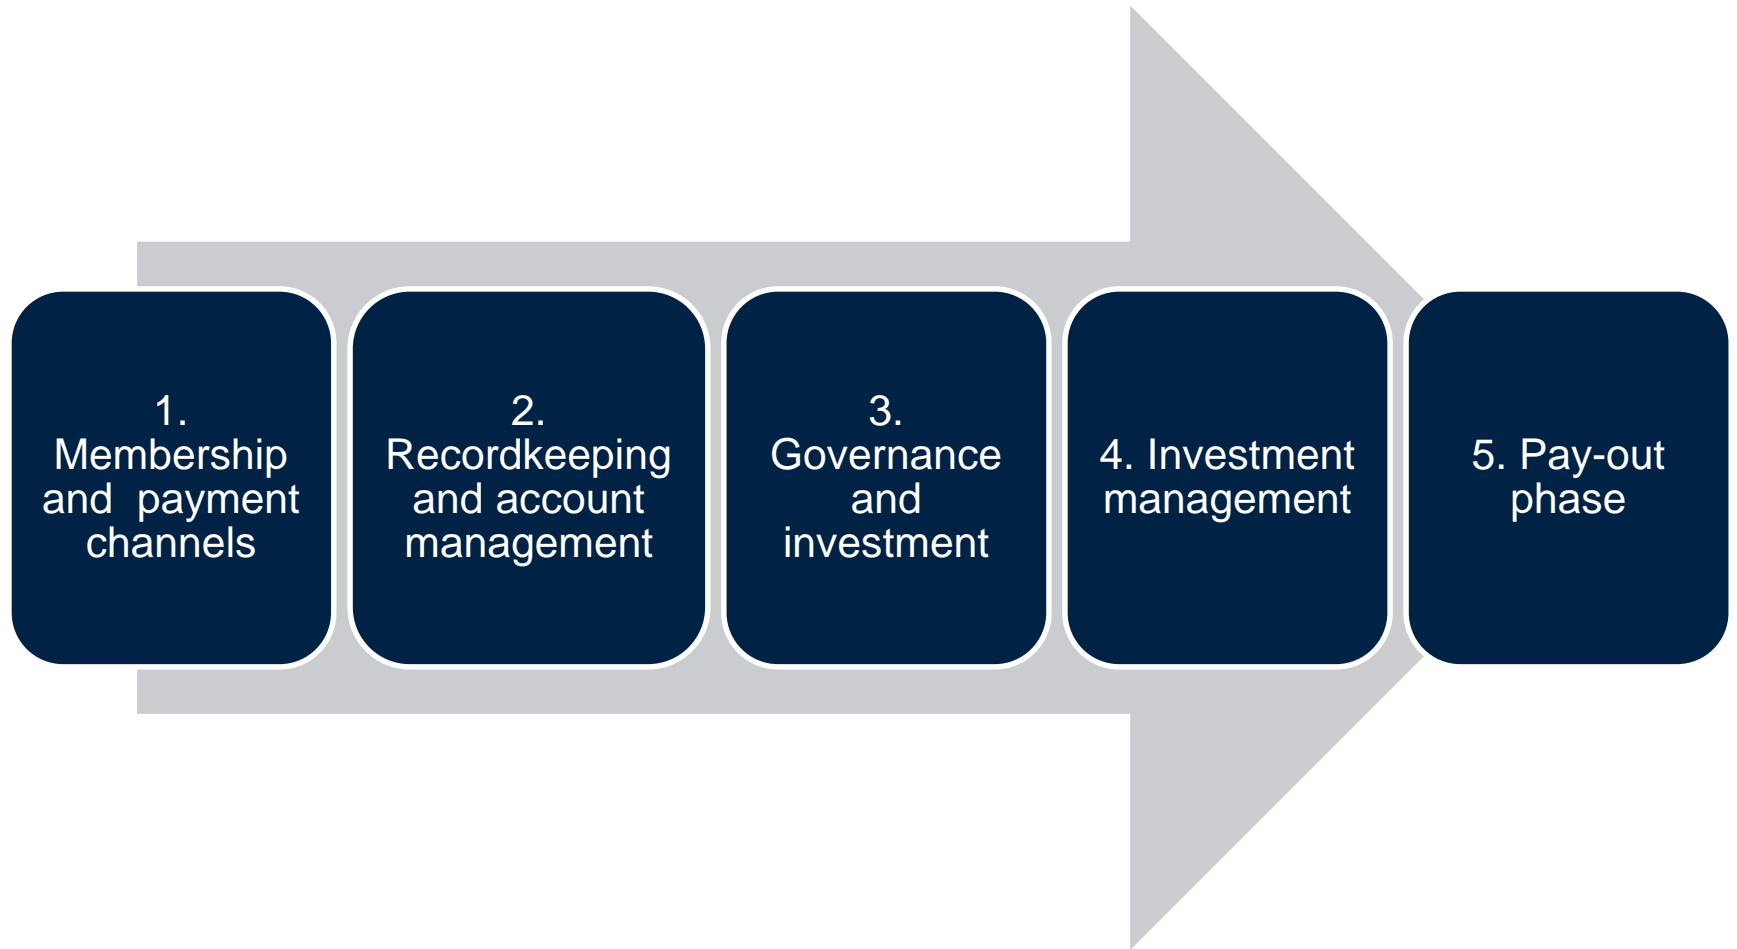 1.
Membership
and  payment
channels
2.
Recordkeeping
and account
management
3.
Governance
and
investment
4. Investment
management
5. Pay-out
phase